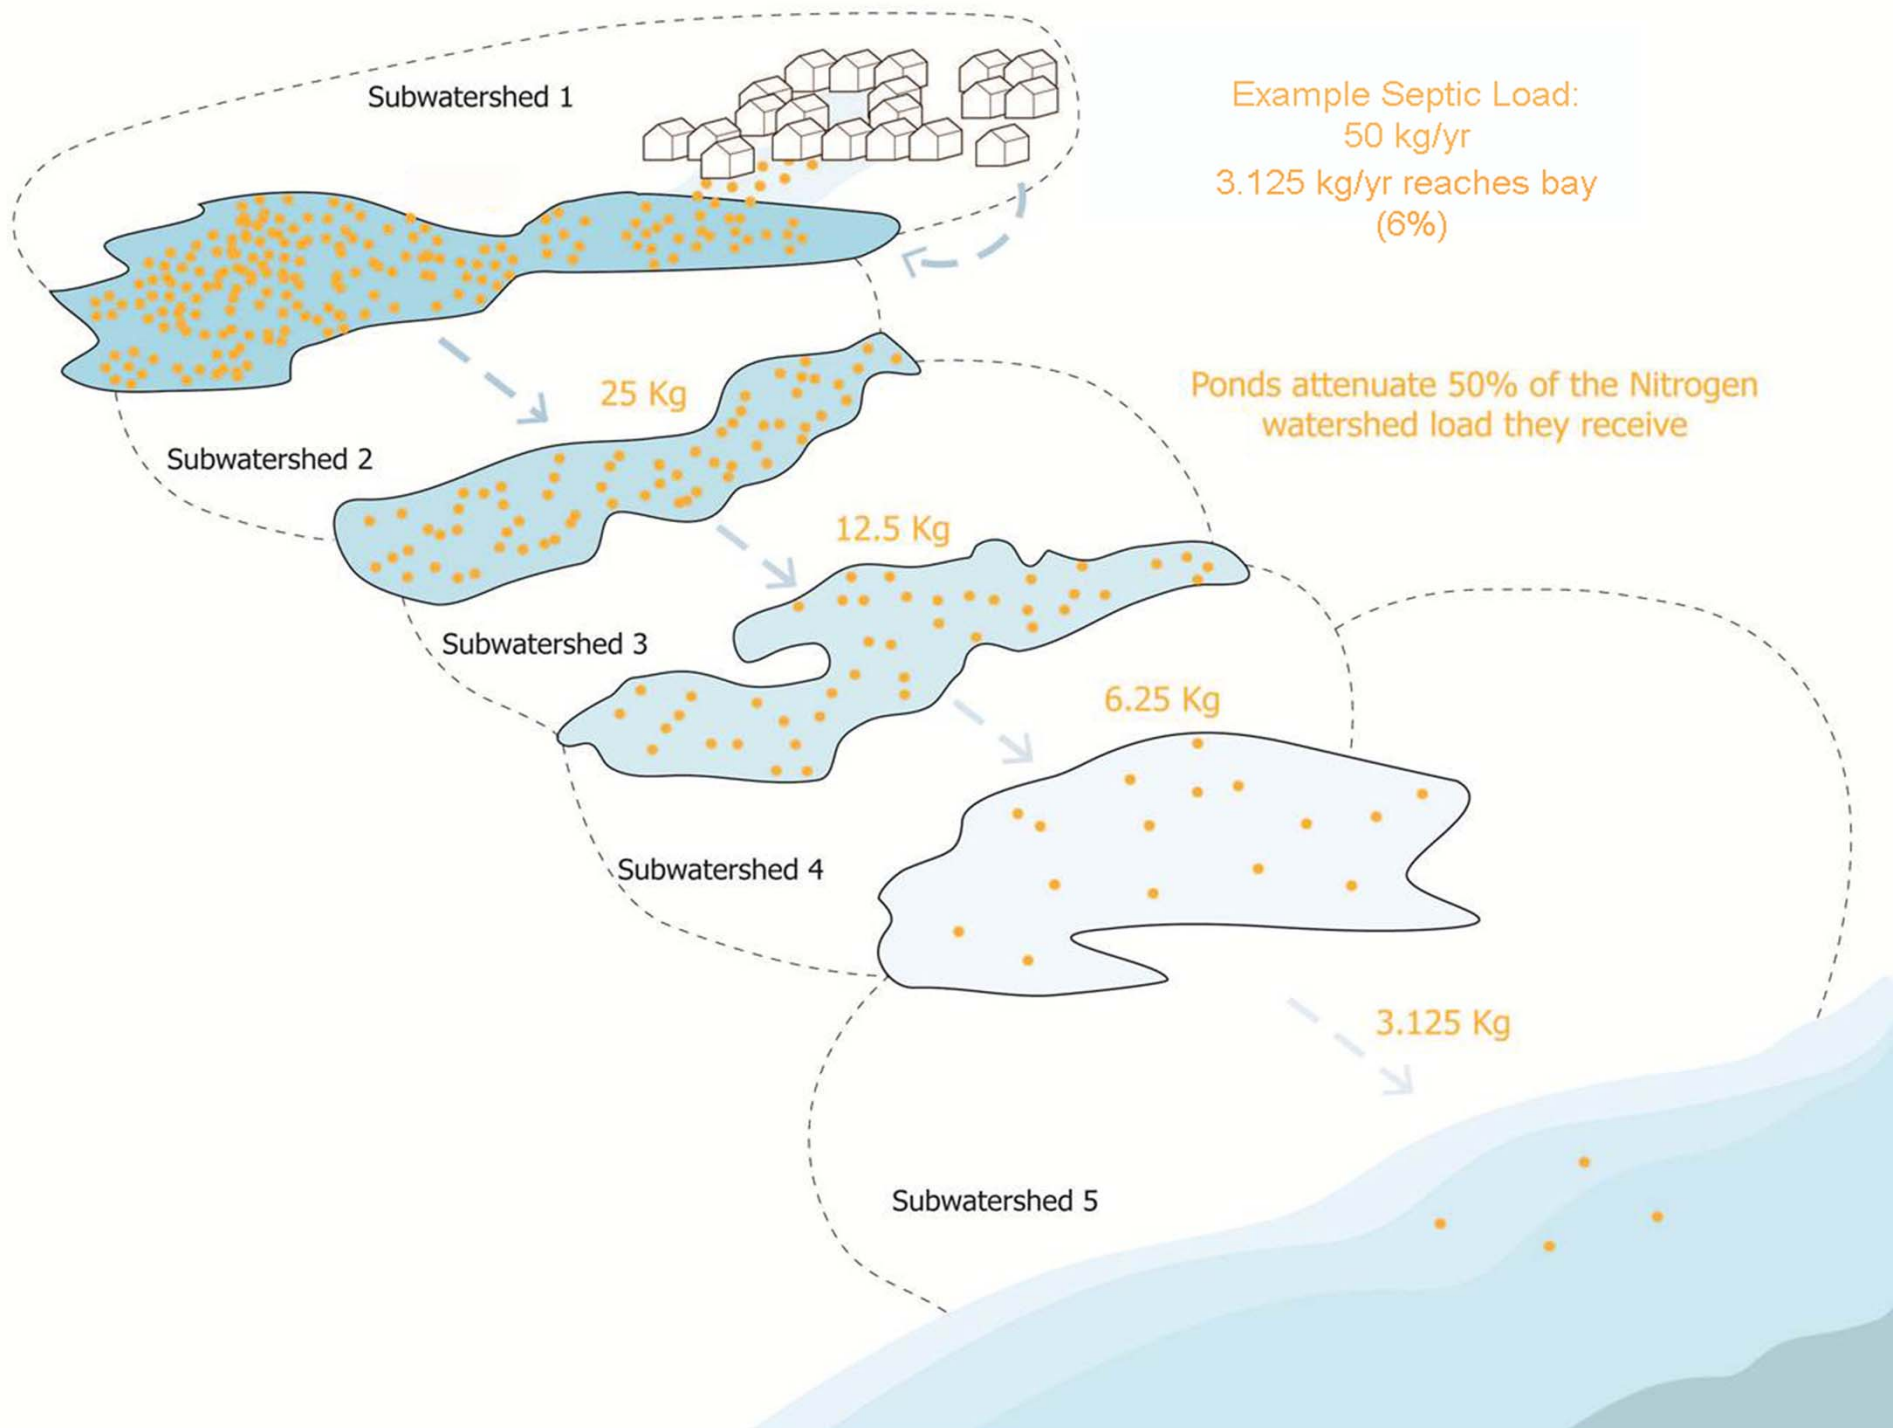 Subwatershed 1
Example Septic Load:
50 kg/yr
3.125 kg/yr reaches bay
(6%)
25 Kg
Ponds attenuate 50% of the Nitrogen
watershed load they receive
Subwatershed 2
12.5 Kg
Subwatershed 3
6.25 Kg
Subwatershed 4
3.125 Kg
Subwatershed 5